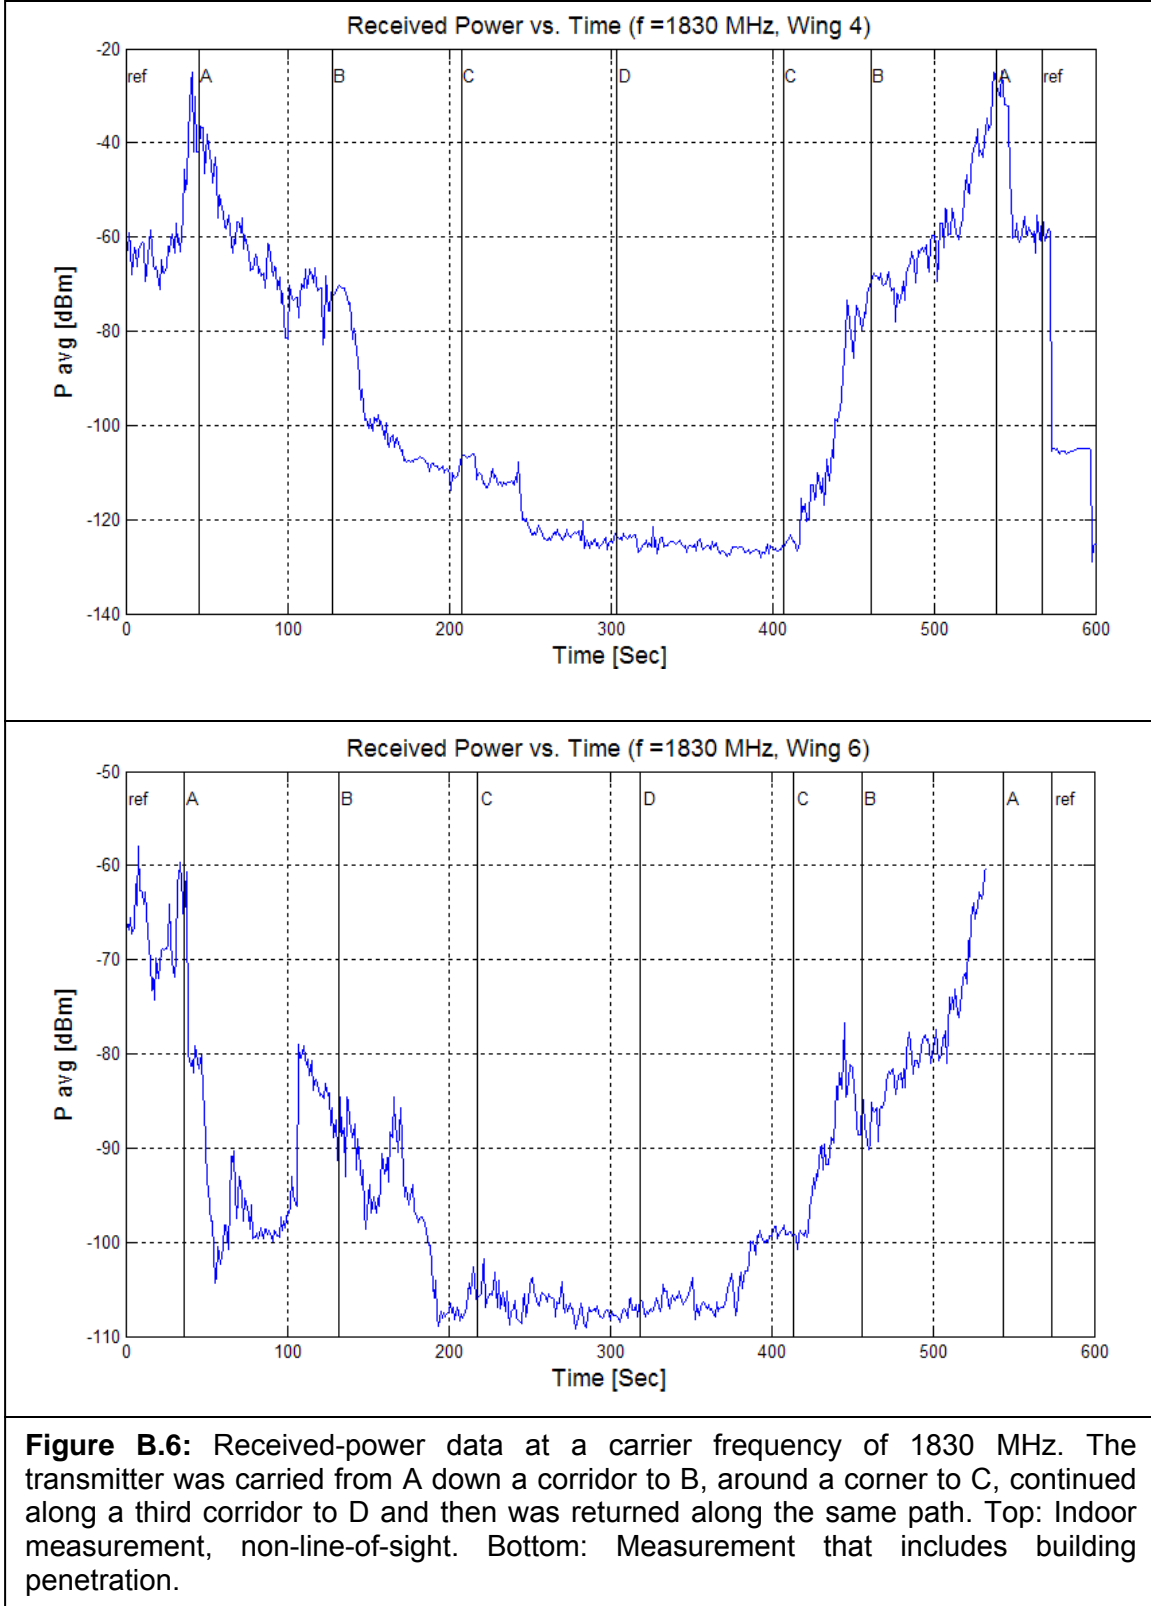 Received Power vs. Time (f =1830 MHz, Wing 4)
-20
ref A B C D C B A ref
-40
-60
-80
-100
-120
-140
P avg [dBm]
0 100 200 300 400 500 600
Time [Sec]
Received Power vs. Time (f =1830 MHz, Wing 6)
-50
ref A B C D C B A ref
-60
-70
-80
-90
-100
-110
P avg [dBm]
0 100 200 300 400 500 600
Time [Sec]
Figure B.6: Received-power data at a carrier frequency of 1830 MHz. The
transmitter was carried from A down a corridor to B, around a corner to C, continued
along a third corridor to D and then was returned along the same path. Top: Indoor
measurement, non-line-of-sight. Bottom: Measurement that includes building
penetration.